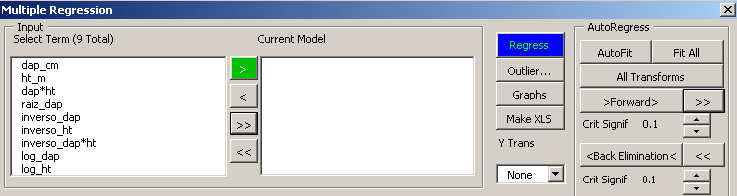 Multiple Regression
Input
Select Term (9 Total)
Current Model
dap_cm
ht_m
dap*ht
raiz_dap
inverso_dap
inverso_ht
inverso_dap*ht
log_dap
log_ht
>
<
>>
<<
Regress
Outlier...
Graphs
Make XLS
Y Trans
None
AutoRegress
AutoFit
Fit All
All Transforms
>Forward>
>>
Crit Signif 0.1
<Back Elimination<
<<
Crit Signif 0.1